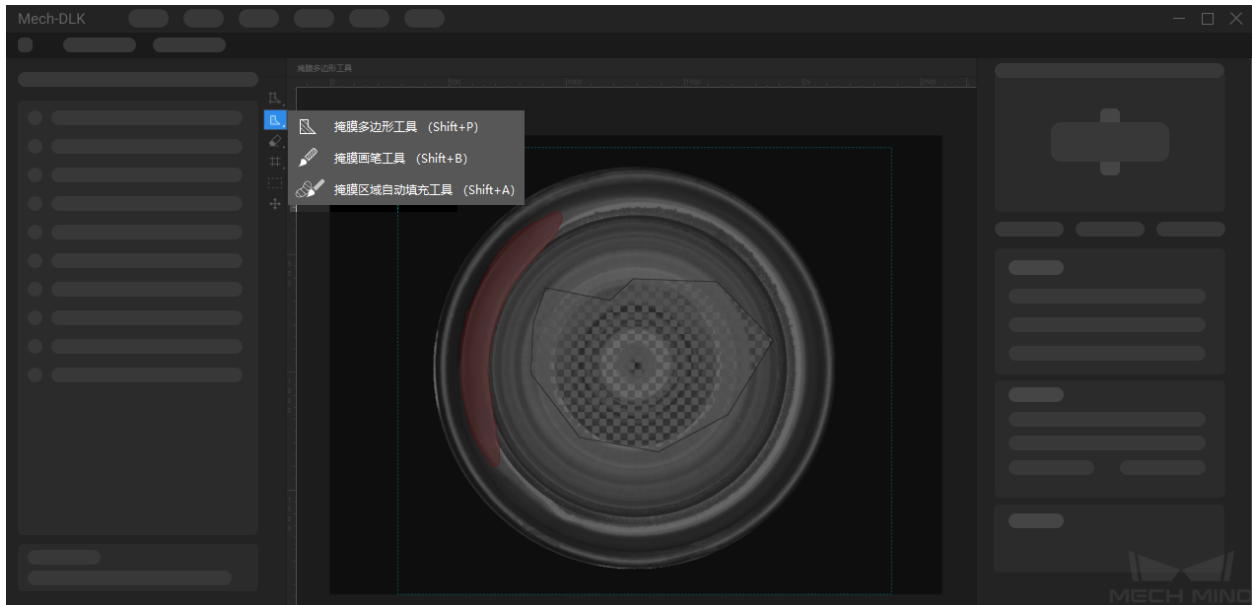 Mech-DLK
掩膜多边形工具
掩膜多边形工具 (Shift+P)
掩膜画笔工具 (Shift+B)
掩膜区域自动填充工具 (Shift+A)
MECH MIND